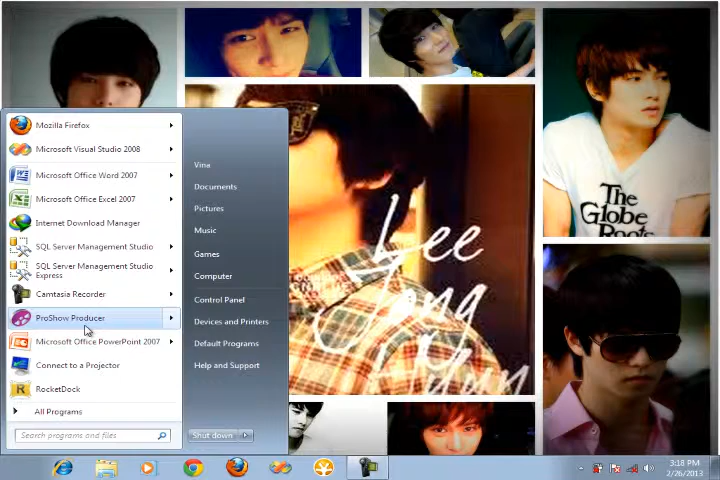 Mozilla Firefox
Microsoft Visual Studio 2008
Microsoft Office Word 2007
Microsoft Office Excel 2007
Internet Download Manager
SQL Server Management Studio
SQL Server Management Studio
Express
Camtasia Recorder
ProShow Producer
Microsoft Office PowerPoint 2007
Connect to a Projector
RocketDock
All Programs
Search programs and files
Vina
Documents
Pictures
Music
Games
Computer
Control Panel
Devices and Printers
Default Programs
Help and Support
Shut down
Lee
Jong
Hyun
The
Globe
Roots
3:18 PM
2/26/2013